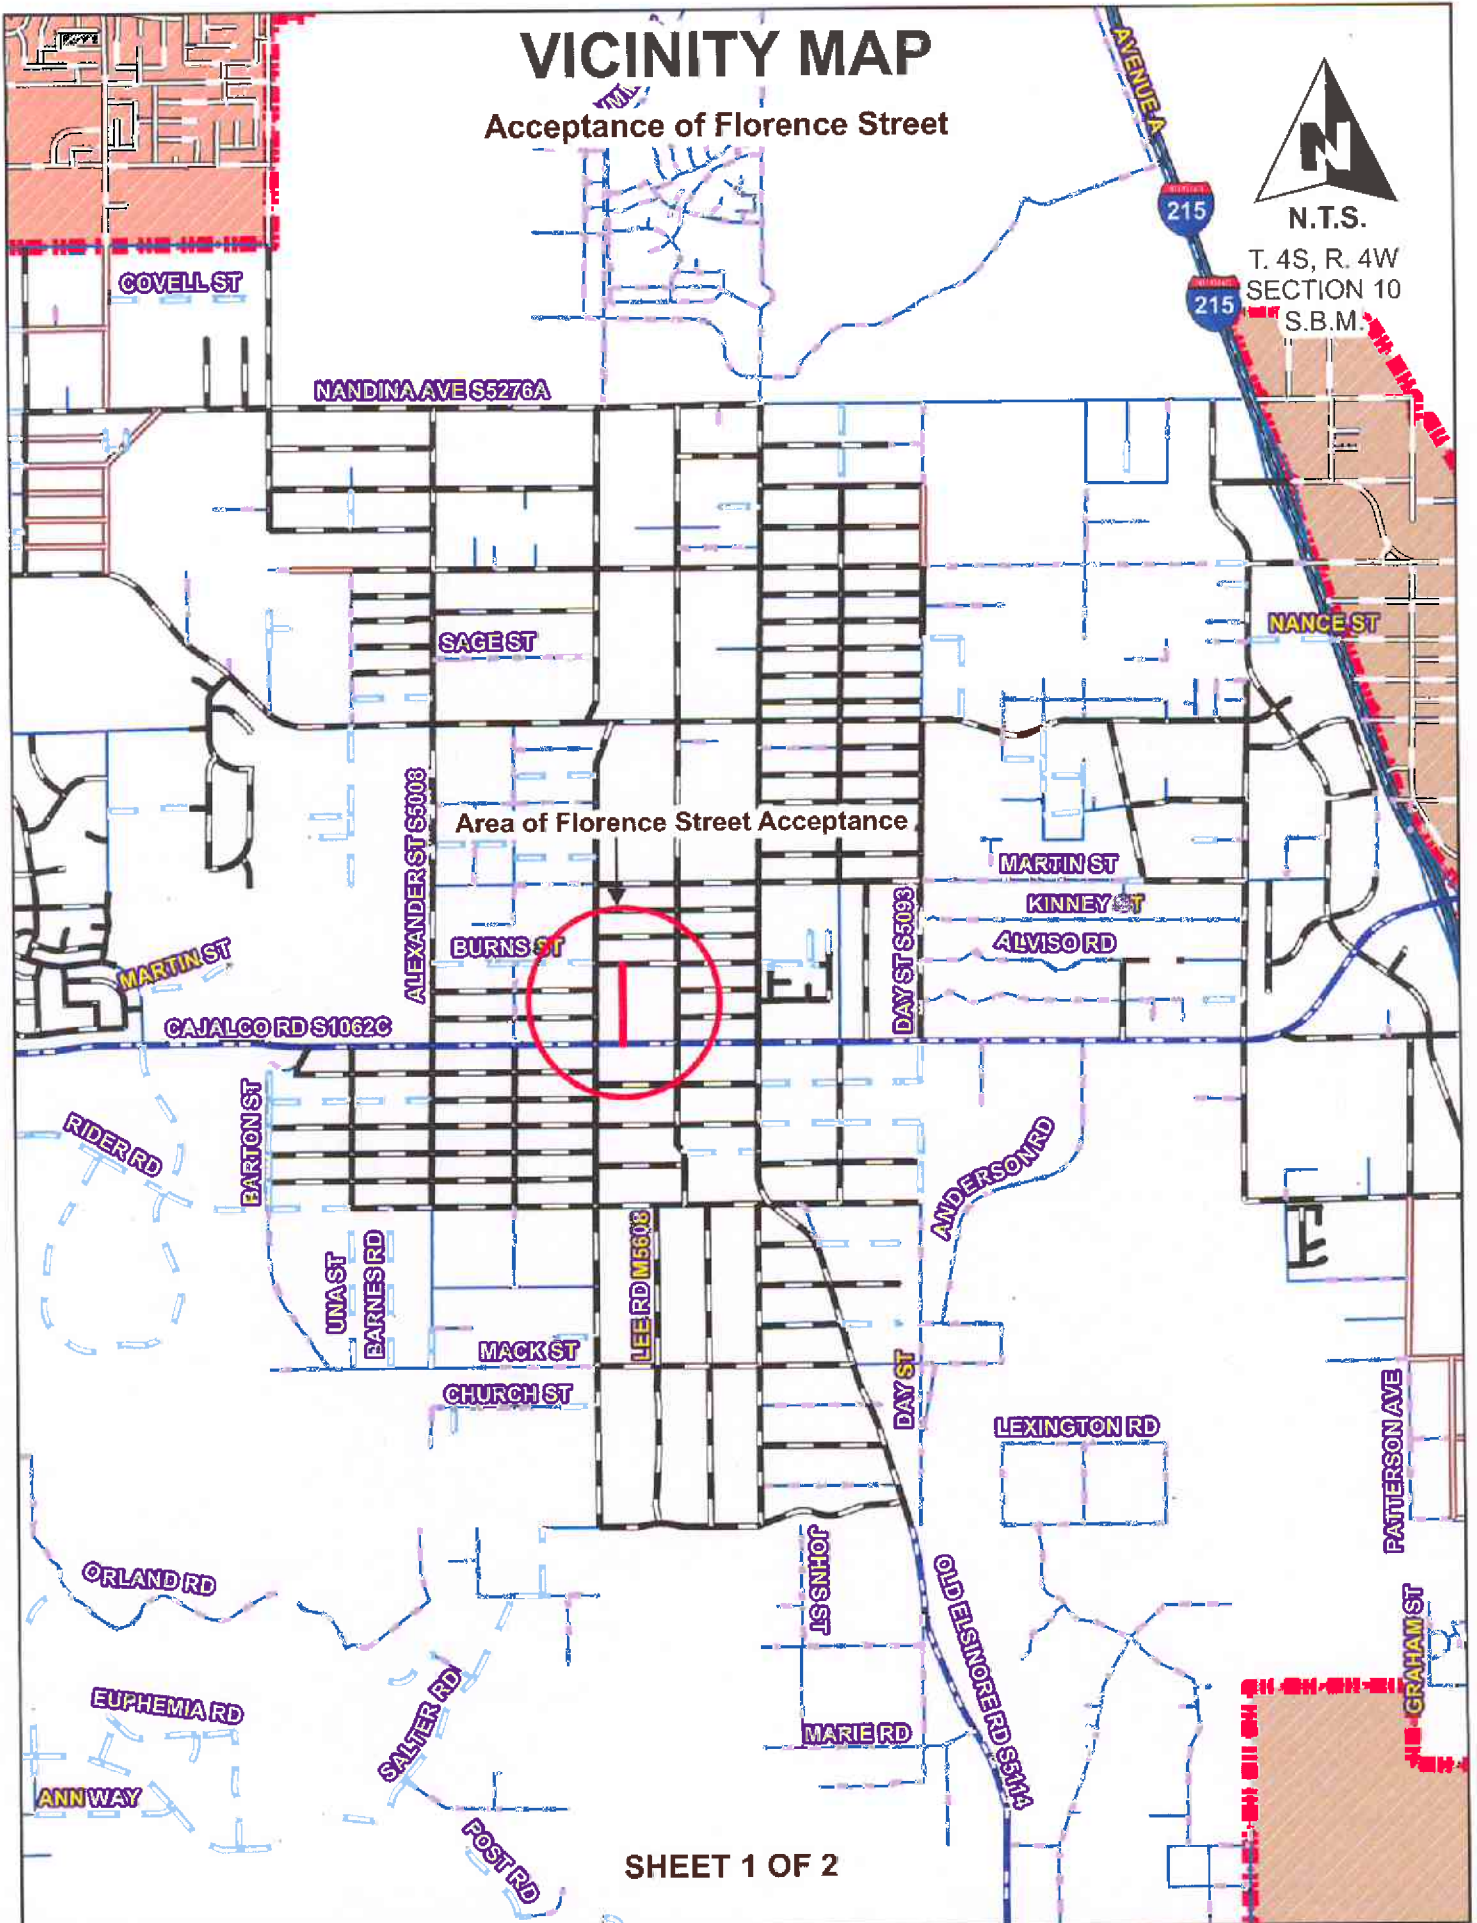 VICINITY MAP
Acceptance of Florence Street
AVENUE A
215
N.T.S.
T. 4S, R. 4W
SECTION 10
S.B.M.
215
COVELL ST
NANDINA AVE S5276A
NANCE ST
SAGE ST
ALEXANDER ST S5008
Area of Florence Street Acceptance
MARTIN ST
KINNEY ST
ALVISO RD
DAY ST S5093
BURNS ST
MARTIN ST
CAJALCO RD S1062C
BARTON ST
RIDER RD
ANDERSON RD
UNA ST
BARNES RD
LEE RD M5608
MACK ST
CHURCH ST
DAY ST
LEXINGTON RD
PATTERSON AVE
ORLAND RD
JOHNS ST
OLD ELSINORE RD S5114
GRAHAM ST
EUPHEMIA RD
SALTER RD
MARIE RD
ANN WAY
POST RD
SHEET 1 OF 2